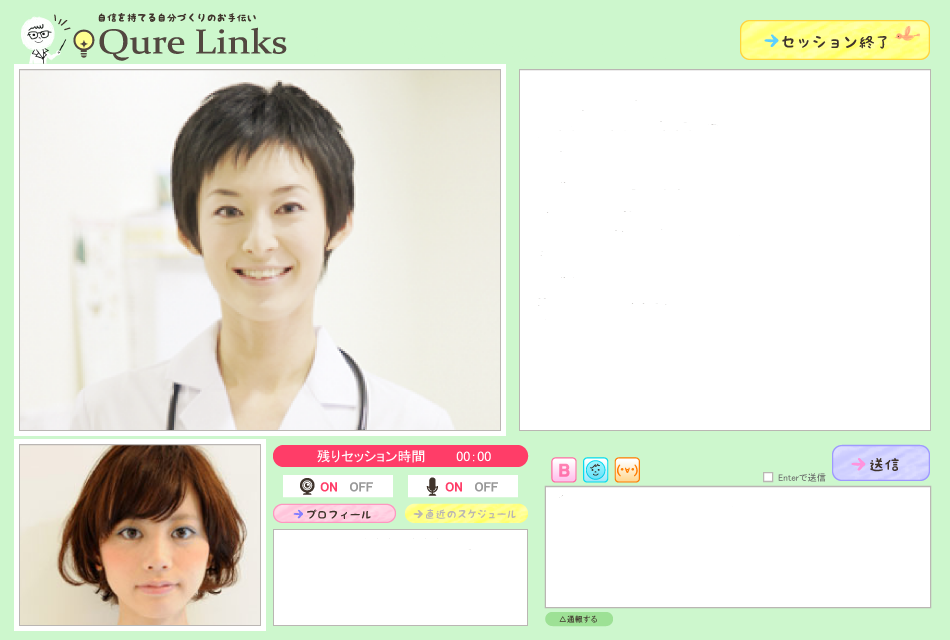 自信を持てる自分づくりのお手伝い
Qure Links
➔セッション終了
残りセッション時間 00:00
ON OFF
ON OFF
➔プロフィール
➔直近のスケジュール
B
(・∀・)
Enterで送信
➔送信
△通報する